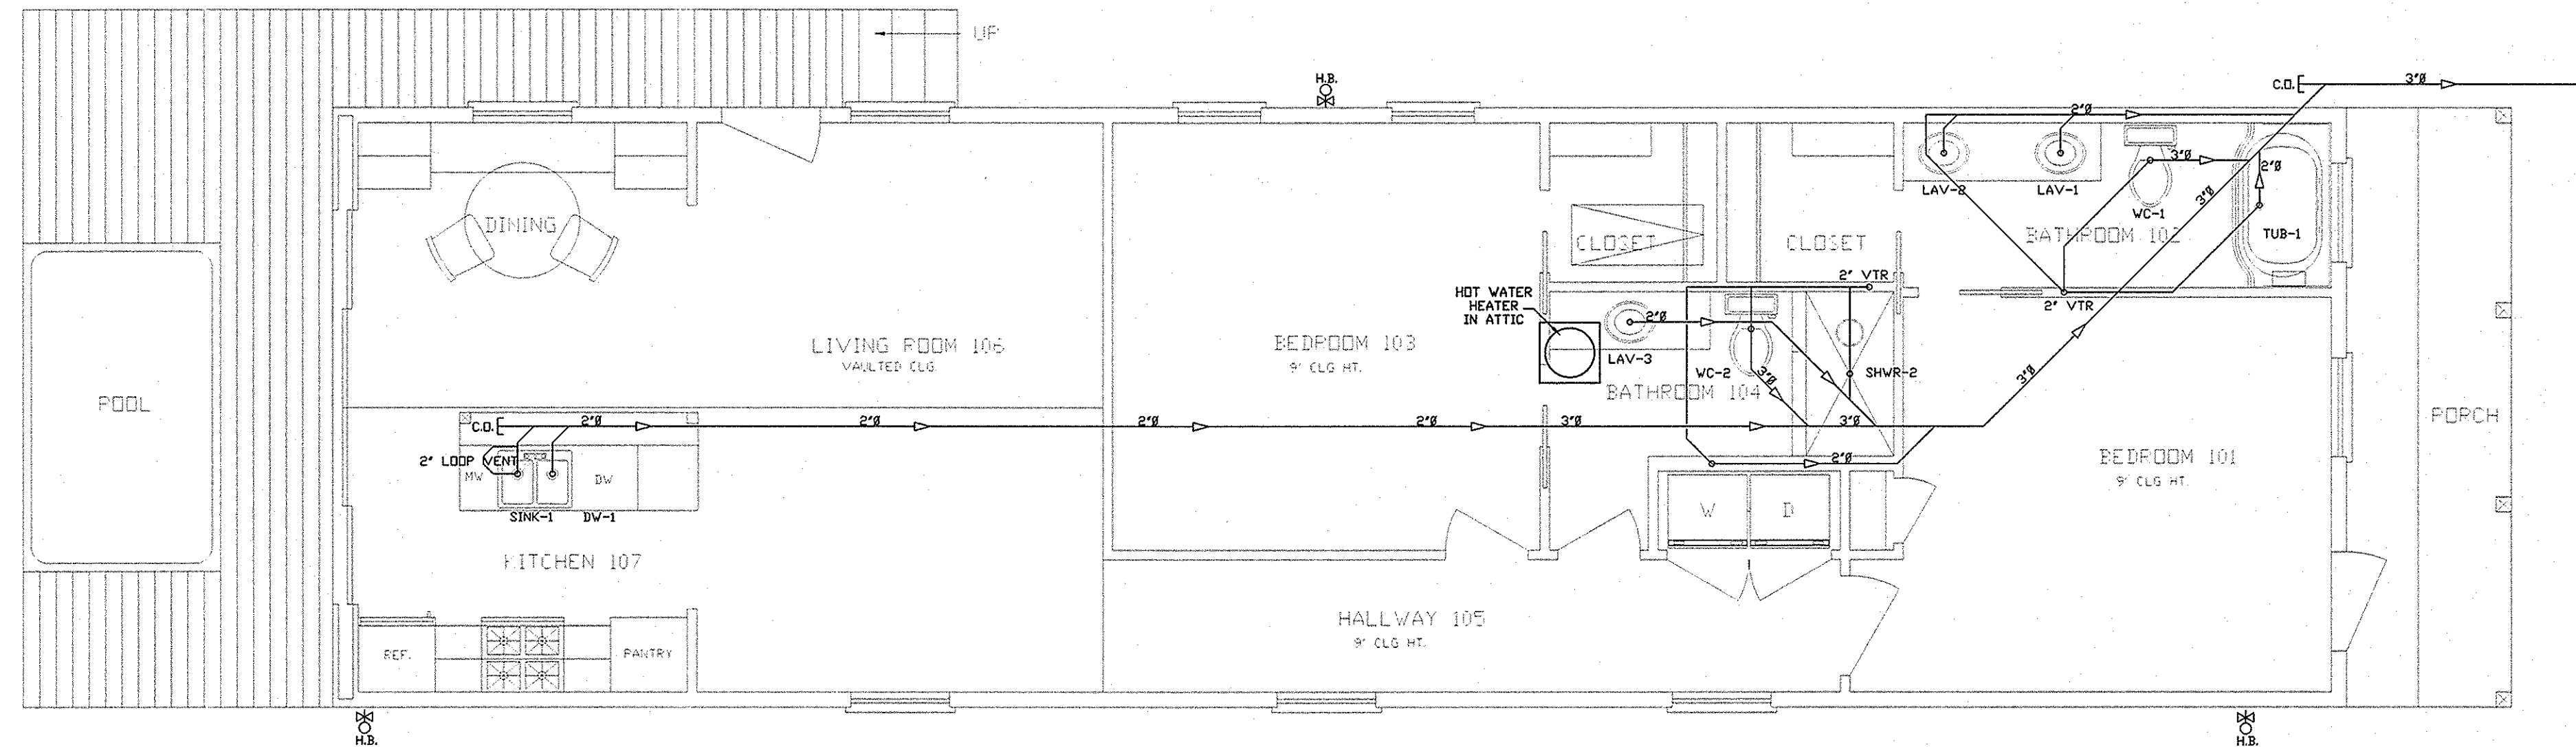 UP
H.B.
C.O.
3"Ø
2"Ø
LAV-2
LAV-1
3"Ø
2"Ø
3"Ø
WC-1
DINING
CLOSET
CLOSET
BATHROOM 102
TUB-1
2" VTR
2" VTR
HOT WATER
HEATER
IN ATTIC
2"Ø
LIVING ROOM 106
VAULTED CLG.
BEDROOM 103
9' CLG HT.
LAV-3
WC-2
3"Ø
SHWR-2
3"Ø
BATHROOM 104
POOL
PORCH
C.O.
2"Ø
2"Ø
2"Ø
2"Ø
3"Ø
3"Ø
2" LOOP VENT
MW
DW
2"Ø
BEDROOM 101
9' CLG HT.
SINK-1
DW-1
W
D
KITCHEN 107
HALLWAY 105
9' CLG HT.
REF.
PANTRY
H.B.
H.B.